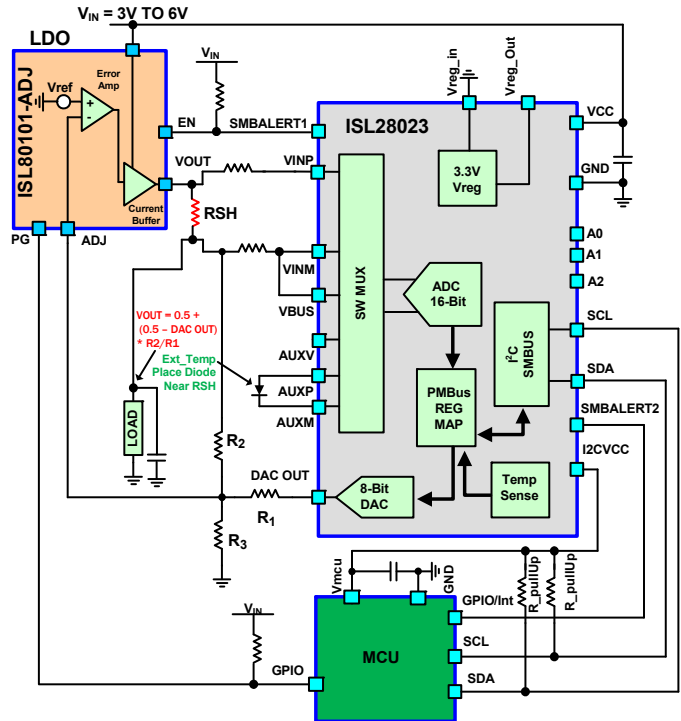 V_IN = 3V TO 6V
LDO
ISL80101-ADJ
Vref
Error
Amp
+
-
Current
Buffer
EN
VOUT
PG
ADJ
V_IN
SMBALERT1
RSH
VINP
VINM
VBUS
AUXV
AUXP
AUXM
DAC OUT
ISL28023
Vreg_in
Vreg_Out
3.3V
Vreg
SW MUX
ADC
16-Bit
PMBus
REG
MAP
I²C
SMBUS
8-Bit
DAC
Temp
Sense
VCC
GND
A0
A1
A2
SCL
SDA
SMBALERT2
I2CVCC
VOUT = 0.5 +
(0.5 – DAC OUT)
* R2/R1
Ext_Temp
Place Diode
Near RSH
LOAD
R2
R1
R3
V_IN
GPIO
MCU
Vmcu
GND
GPIO/Int
SCL
SDA
R_pullUp
R_pullUp